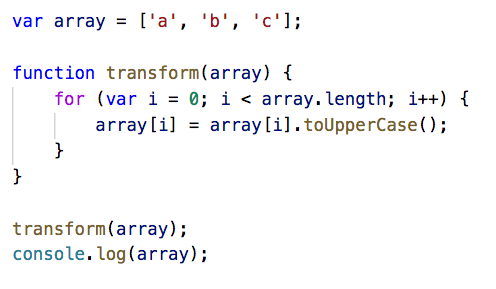 var array = ['a', 'b', 'c'];
function transform(array) {
for (var i = 0; i < array.length; i++) {
array[i] = array[i].toUpperCase();
}
}
transform(array);
console.log(array);